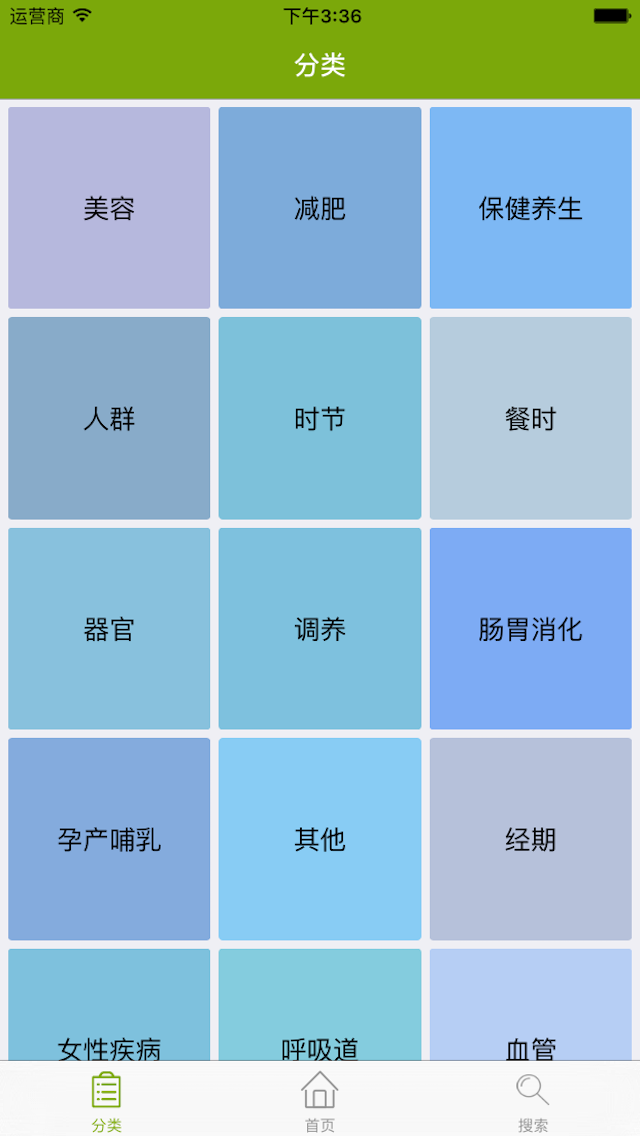 运营商 下午3:36
分类
美容 减肥 保健养生
人群 时节 餐时
器官 调养 肠胃消化
孕产哺乳 其他 经期
女性疾病 呼吸道 血管
分类 首页 搜索